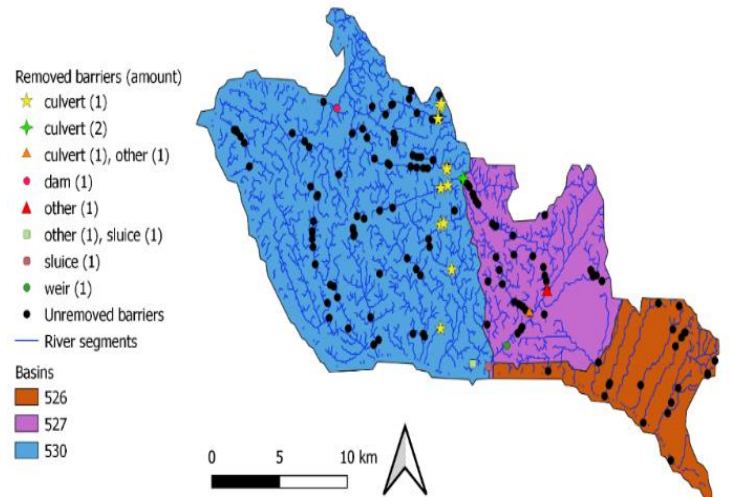 Removed barriers (amount)
culvert (1)
culvert (2)
culvert (1), other (1)
dam (1)
other (1)
other (1), sluice (1)
sluice (1)
weir (1)
Unremoved barriers
River segments
Basins
526
527
530
0 5 10 km